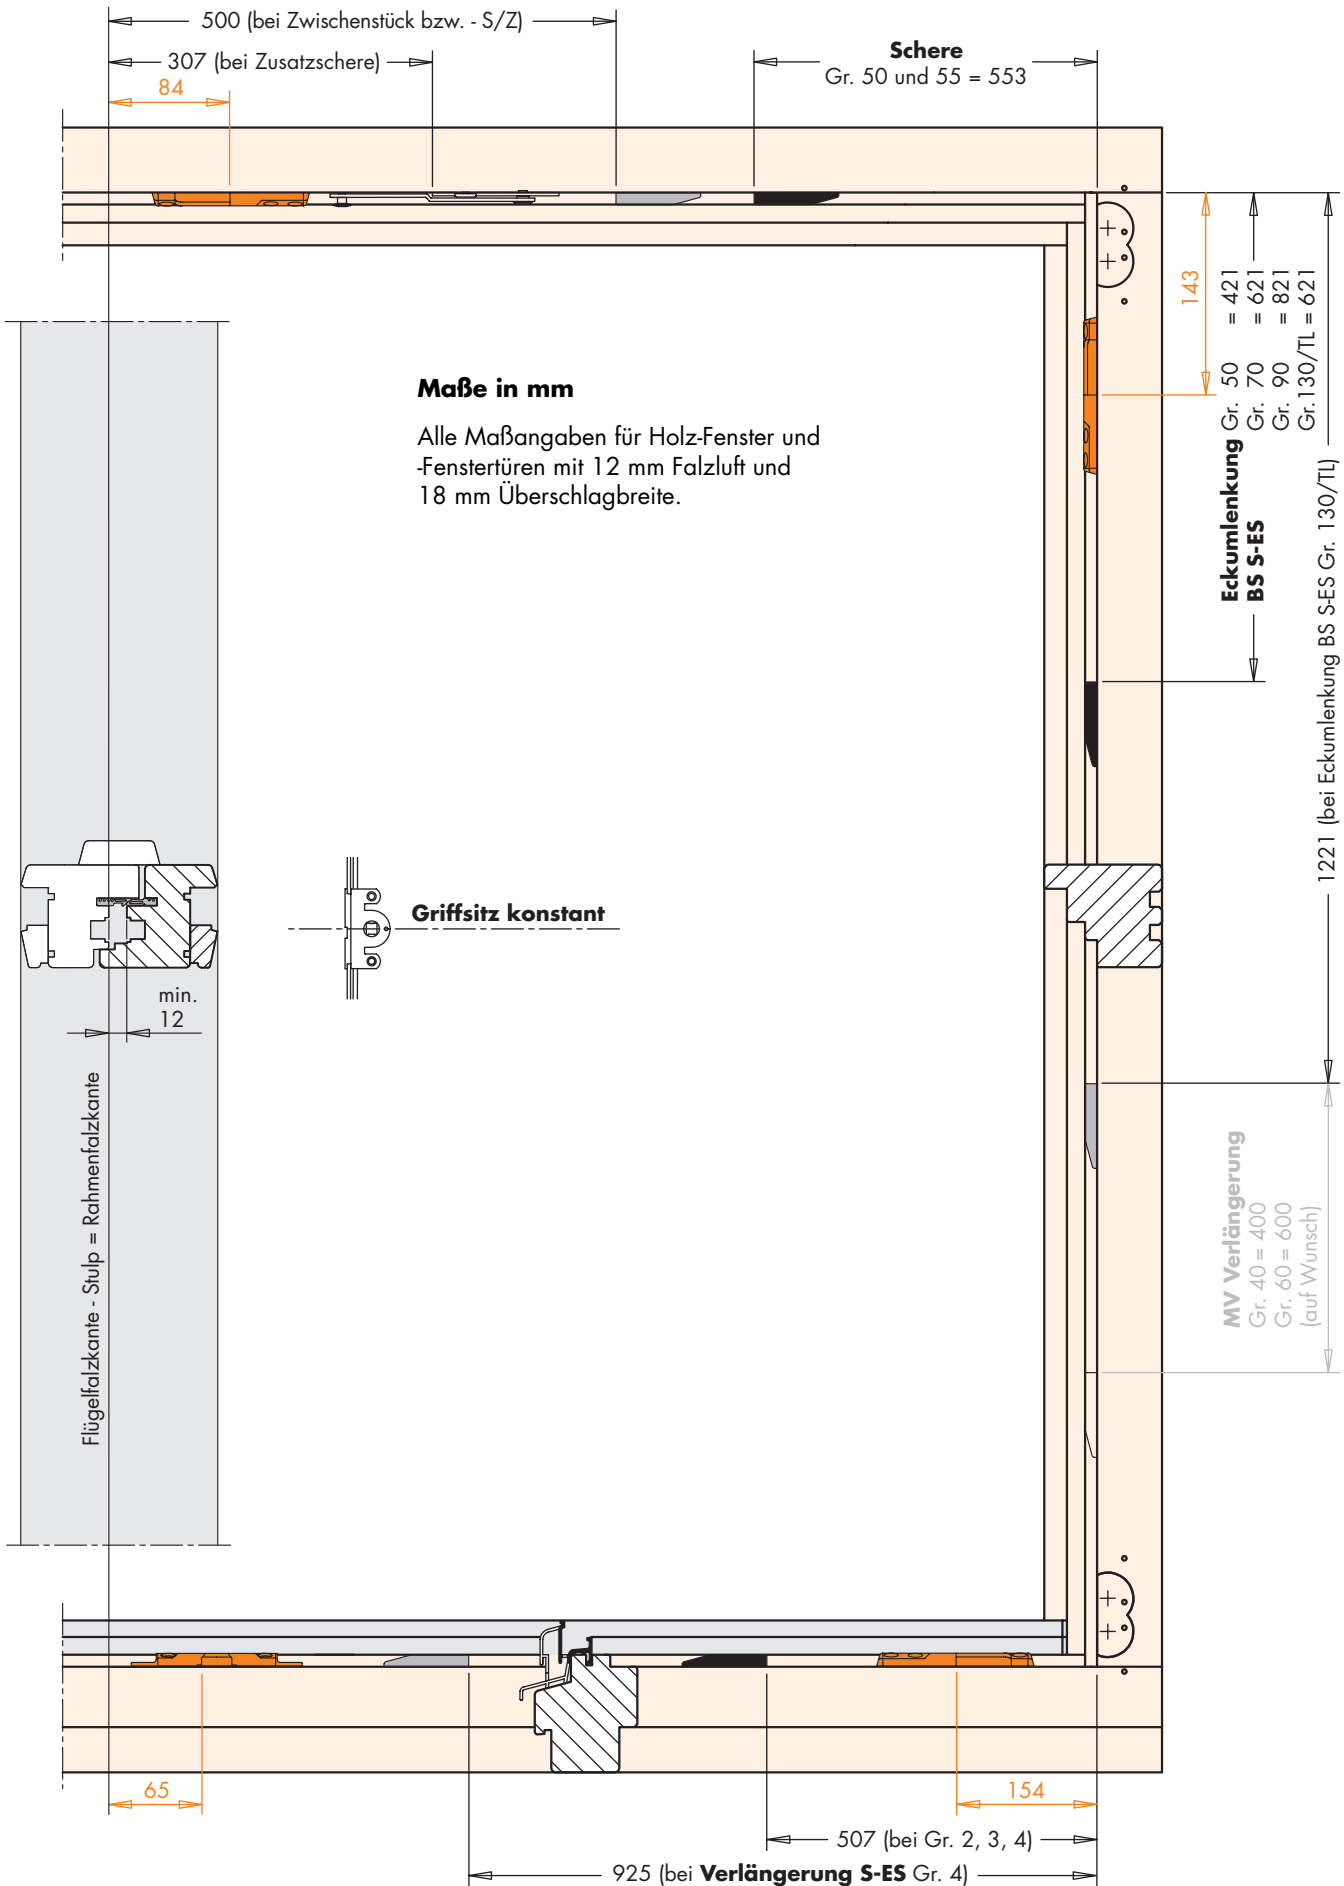 500 (bei Zwischenstück bzw. - S/Z)
307 (bei Zusatzschere)
84
Schere
Gr. 50 und 55 = 553
143
Eckumlenkung
BS S-ES
Gr. 50 = 421
Gr. 70 = 621
Gr. 90 = 821
Gr.130/TL = 621
1221 (bei Eckumlenkung BS S-ES Gr. 130/TL)
Maße in mm
Alle Maßangaben für Holz-Fenster und
-Fenstertüren mit 12 mm Falzluft und
18 mm Überschlagbreite.
Griffsitz konstant
min.
12
Flügelfalzkante - Stulp = Rahmenfalzkante
MV Verlängerung
Gr. 40 = 400
Gr. 60 = 600
(auf Wunsch)
65
154
507 (bei Gr. 2, 3, 4)
925 (bei Verlängerung S-ES Gr. 4)